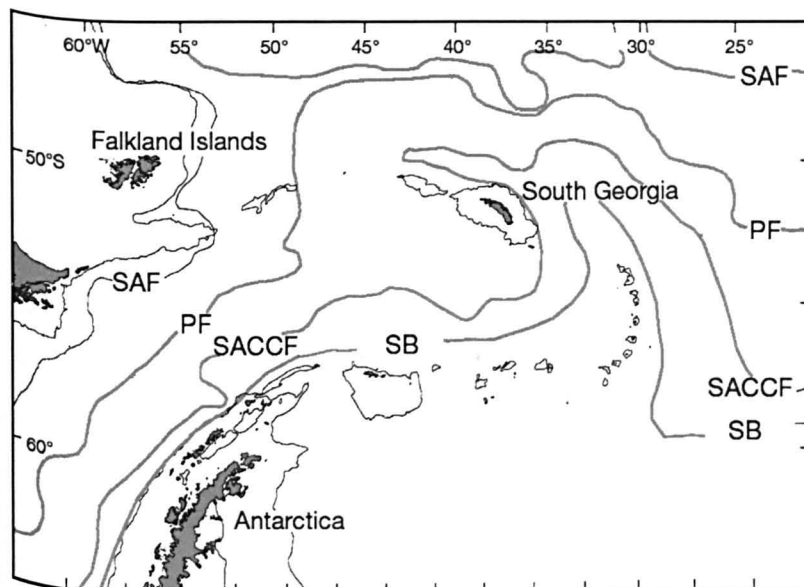 60°W 55° 50° 45° 40° 35° 30° 25°
SAF
Falkland Islands
50°S
South Georgia
PF
SAF
PF
SACCF
SB
SACCF
SB
60°
Antarctica